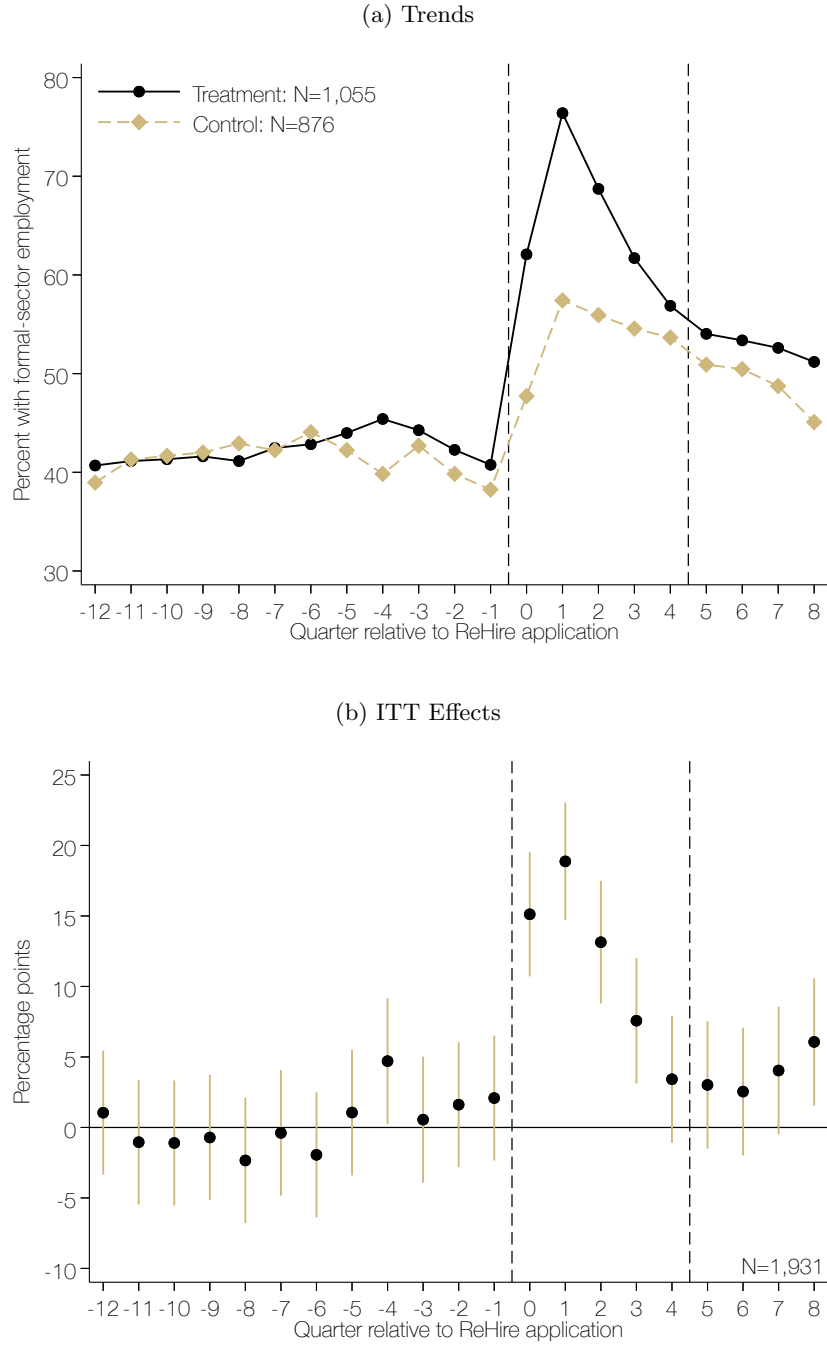 (a) Trends
80
70
60
50
40
30
Percent with formal-sector employment
Treatment: N=1,055
Control: N=876
-12 -11 -10 -9 -8 -7 -6 -5 -4 -3 -2 -1 0 1 2 3 4 5 6 7 8
Quarter relative to ReHire application
(b) ITT Effects
25
20
15
10
5
0
-5
-10
Percentage points
N=1,931
-12 -11 -10 -9 -8 -7 -6 -5 -4 -3 -2 -1 0 1 2 3 4 5 6 7 8
Quarter relative to ReHire application